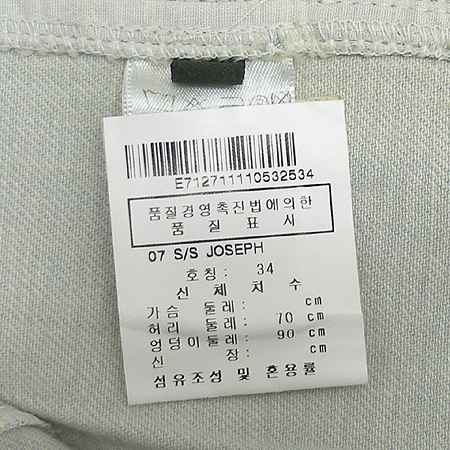 E712711110532534
품질경영촉진법에의한
품 질 표 시
07 S/S JOSEPH
호칭: 34
신 체 치 수
가슴 둘레: cm
허리 둘레: 70 cm
엉덩이둘레: 90 cm
신 장: cm
섬유조성 및 혼용률